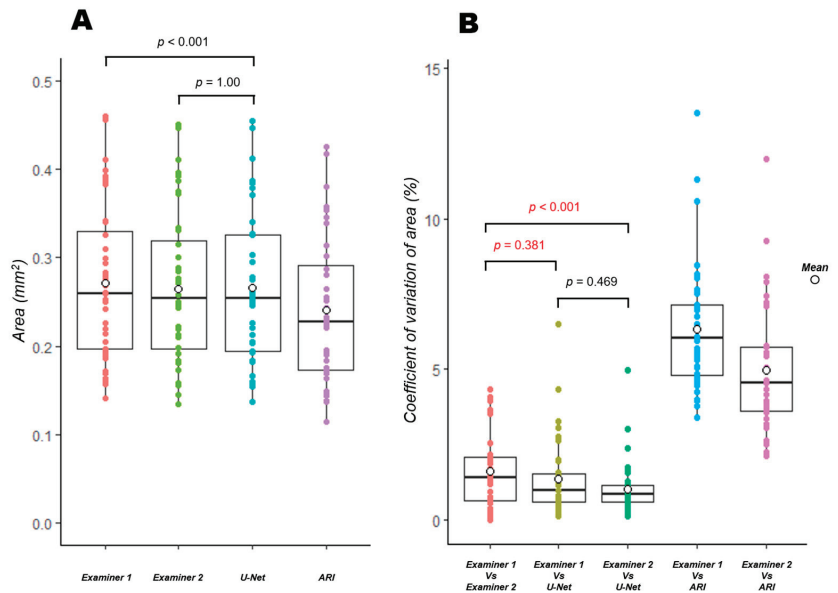 A
p < 0.001
p = 1.00
0.5
0.4
0.3
0.2
0.1
0.0
Area (mm²)
Examiner 1
Examiner 2
U-Net
ARI
B
15
10
5
0
Coefficient of variation of area (%)
p < 0.001
p = 0.381
p = 0.469
Mean
Examiner 1
Vs
Examiner 2
Examiner 1
Vs
U-Net
Examiner 2
Vs
U-Net
Examiner 1
Vs
ARI
Examiner 2
Vs
ARI